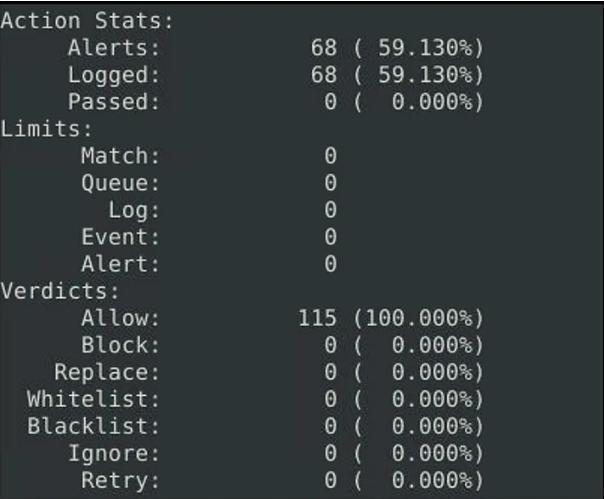 Action Stats:
     Alerts:           68 ( 59.130%)
     Logged:           68 ( 59.130%)
     Passed:            0 (  0.000%)
Limits:
      Match:            0
      Queue:            0
        Log:            0
      Event:            0
      Alert:            0
Verdicts:
      Allow:          115 (100.000%)
      Block:            0 (  0.000%)
    Replace:            0 (  0.000%)
  Whitelist:            0 (  0.000%)
  Blacklist:            0 (  0.000%)
     Ignore:            0 (  0.000%)
      Retry:            0 (  0.000%)